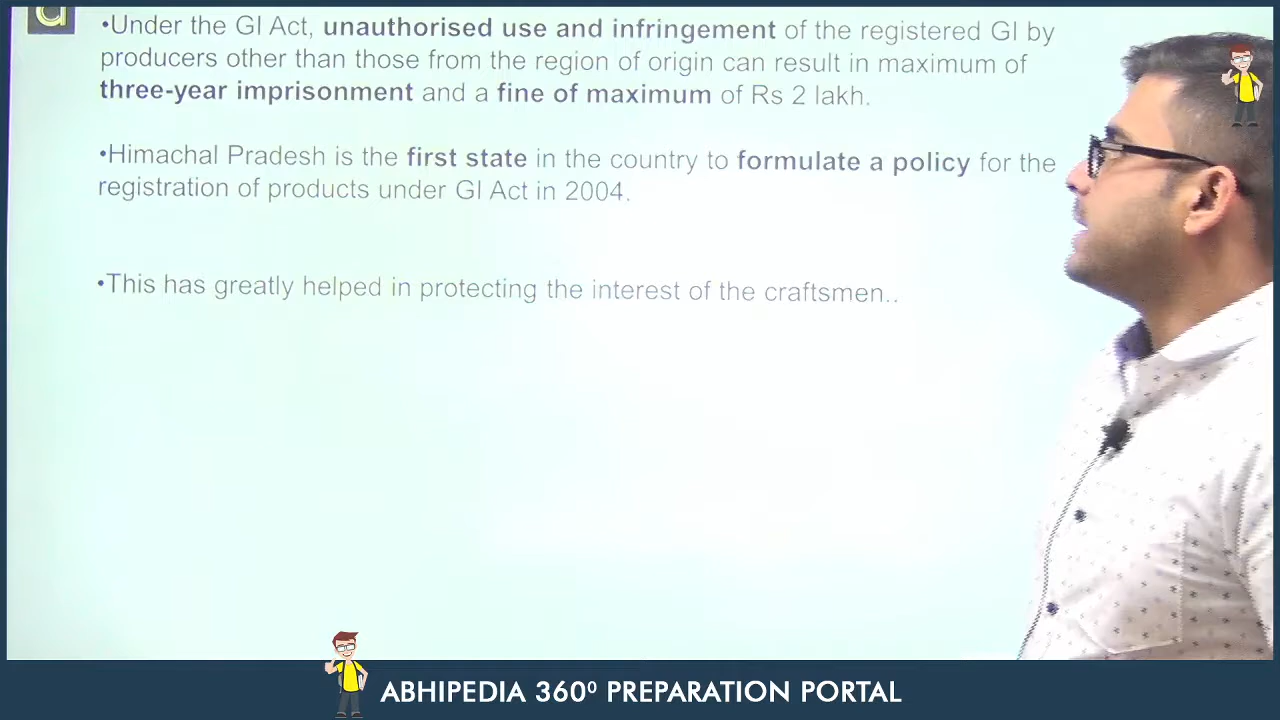 •Under the GI Act, unauthorised use and infringement of the registered GI by
producers other than those from the region of origin can result in maximum of
three-year imprisonment and a fine of maximum of Rs 2 lakh.
•Himachal Pradesh is the first state in the country to formulate a policy for the
registration of products under GI Act in 2004.
•This has greatly helped in protecting the interest of the craftsmen..
ABHIPEDIA 360⁰ PREPARATION PORTAL